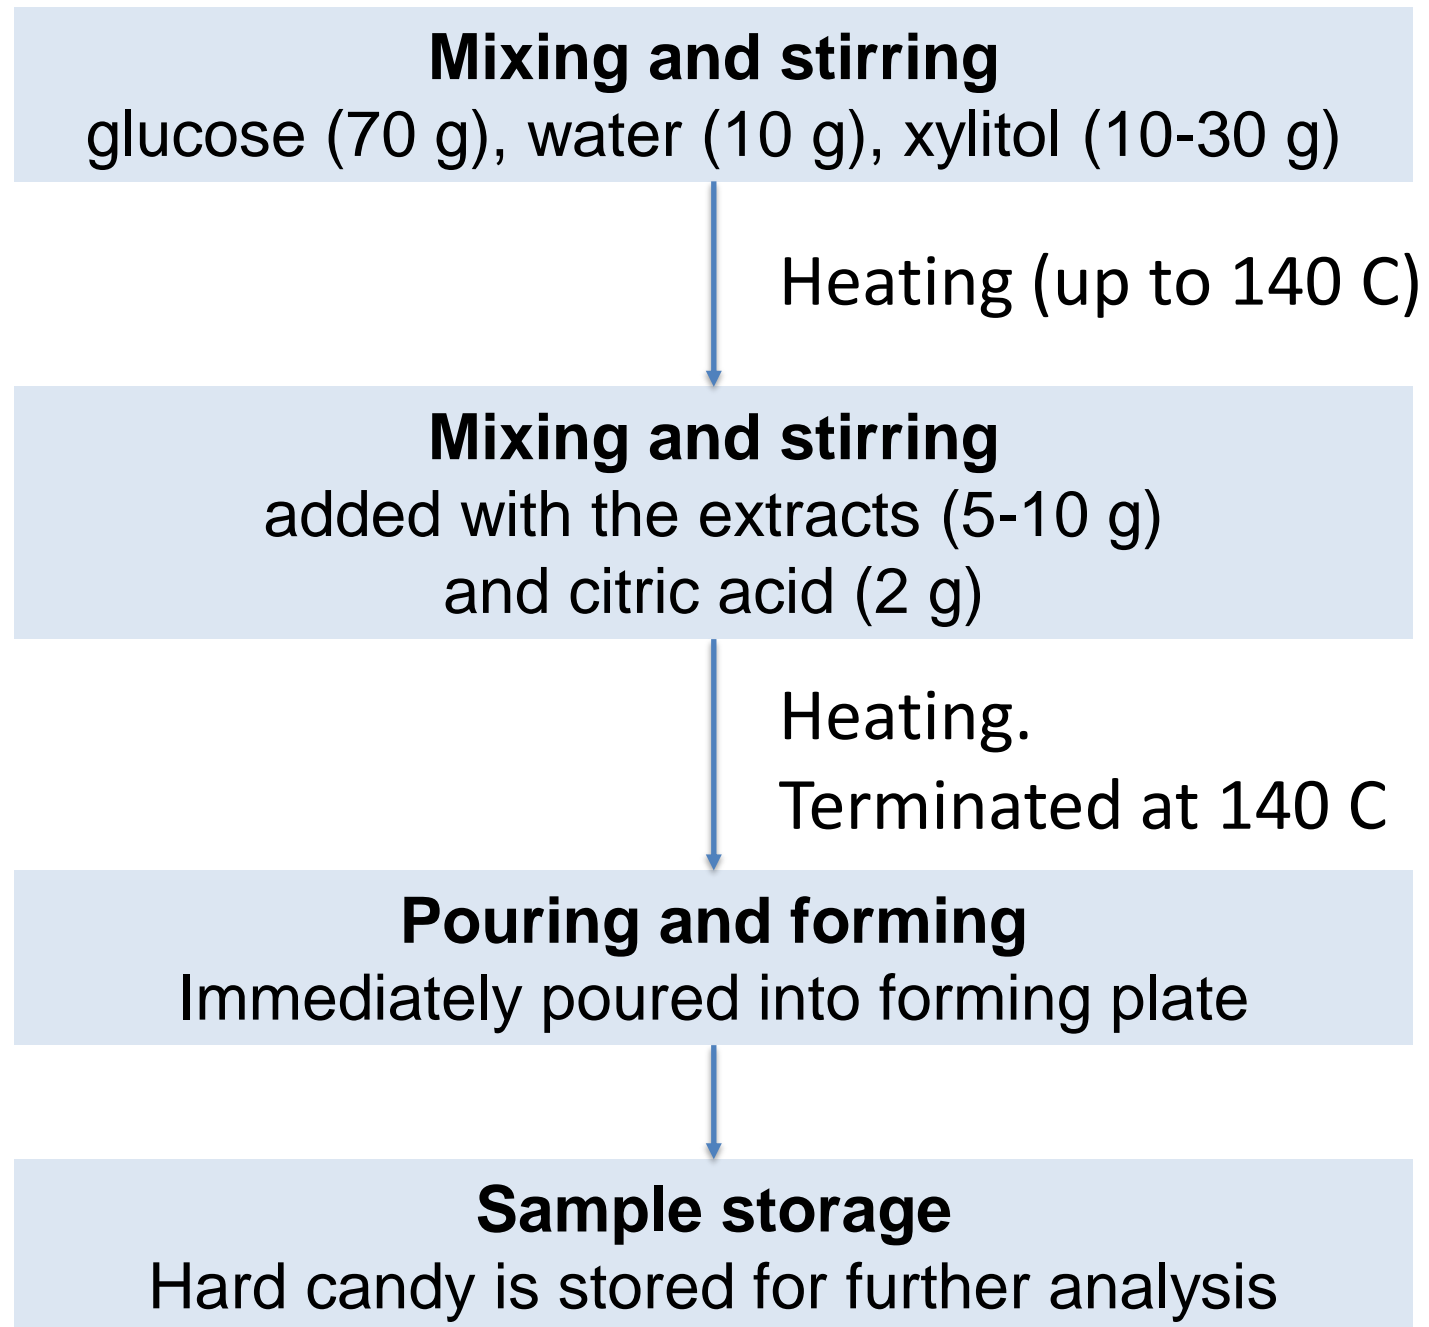 Mixing and stirring
glucose (70 g), water (10 g), xylitol (10-30 g)
Heating (up to 140 C)
Mixing and stirring
added with the extracts (5-10 g)
and citric acid (2 g)
Heating.
Terminated at 140 C
Pouring and forming
Immediately poured into forming plate
Sample storage
Hard candy is stored for further analysis